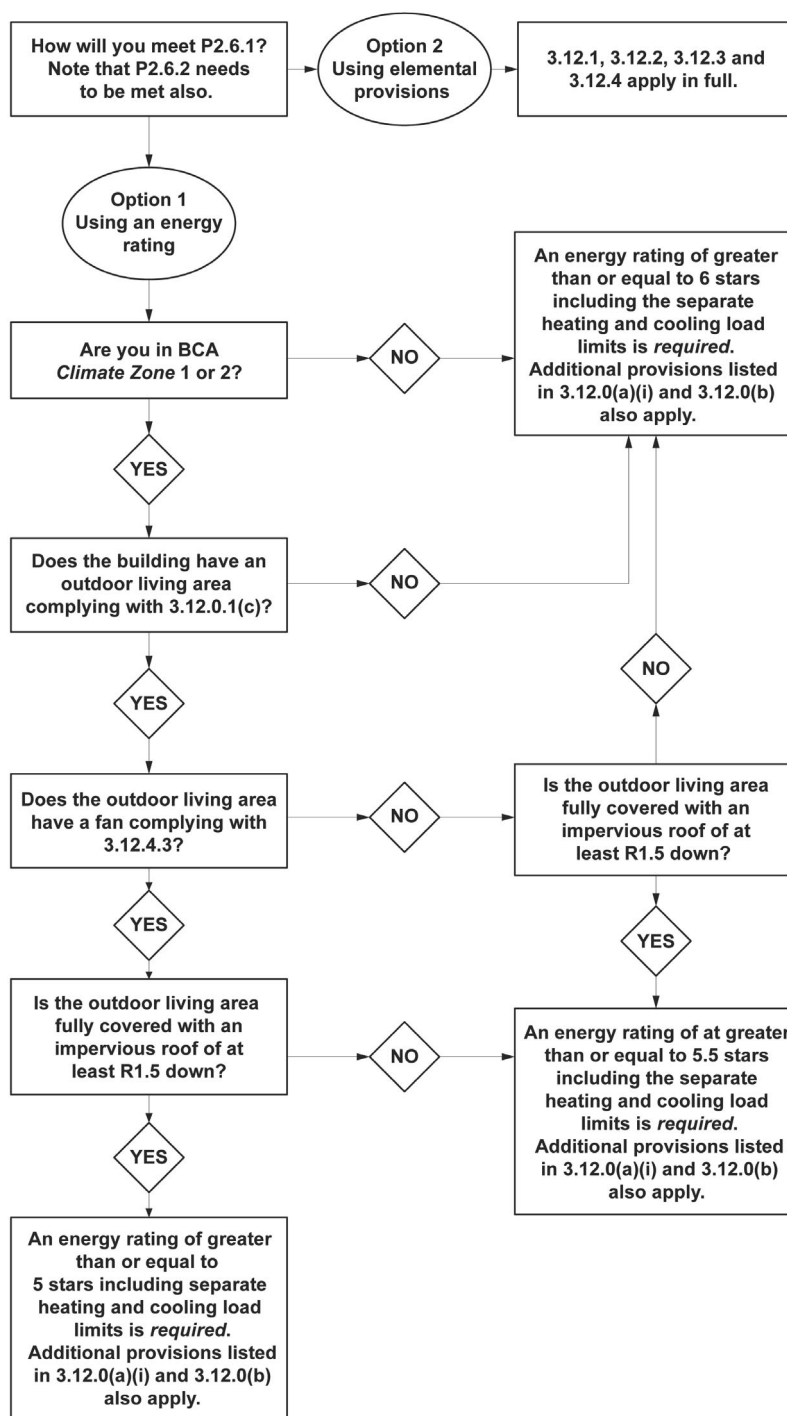 How will you meet P2.6.1?
Note that P2.6.2 needs
to be met also.
Option 2
Using elemental
provisions
3.12.1, 3.12.2, 3.12.3 and
3.12.4 apply in full.
Option 1
Using an energy
rating
Are you in BCA
Climate Zone 1 or 2?
NO
An energy rating of greater
than or equal to 6 stars
including the separate
heating and cooling load
limits is required.
Additional provisions listed
in 3.12.0(a)(i) and 3.12.0(b)
also apply.
YES
Does the building have an
outdoor living area
complying with 3.12.0.1(c)?
NO
YES
NO
Does the outdoor living area
have a fan complying with
3.12.4.3?
NO
Is the outdoor living area
fully covered with an
impervious roof of at
least R1.5 down?
YES
YES
Is the outdoor living area
fully covered with an
impervious roof of at
least R1.5 down?
NO
An energy rating of at greater
than or equal to 5.5 stars
including the separate
heating and cooling load
limits is required.
Additional provisions listed
in 3.12.0(a)(i) and 3.12.0(b)
also apply.
YES
An energy rating of greater
than or equal to
5 stars including separate
heating and cooling load
limits is required.
Additional provisions listed
in 3.12.0(a)(i) and 3.12.0(b)
also apply.